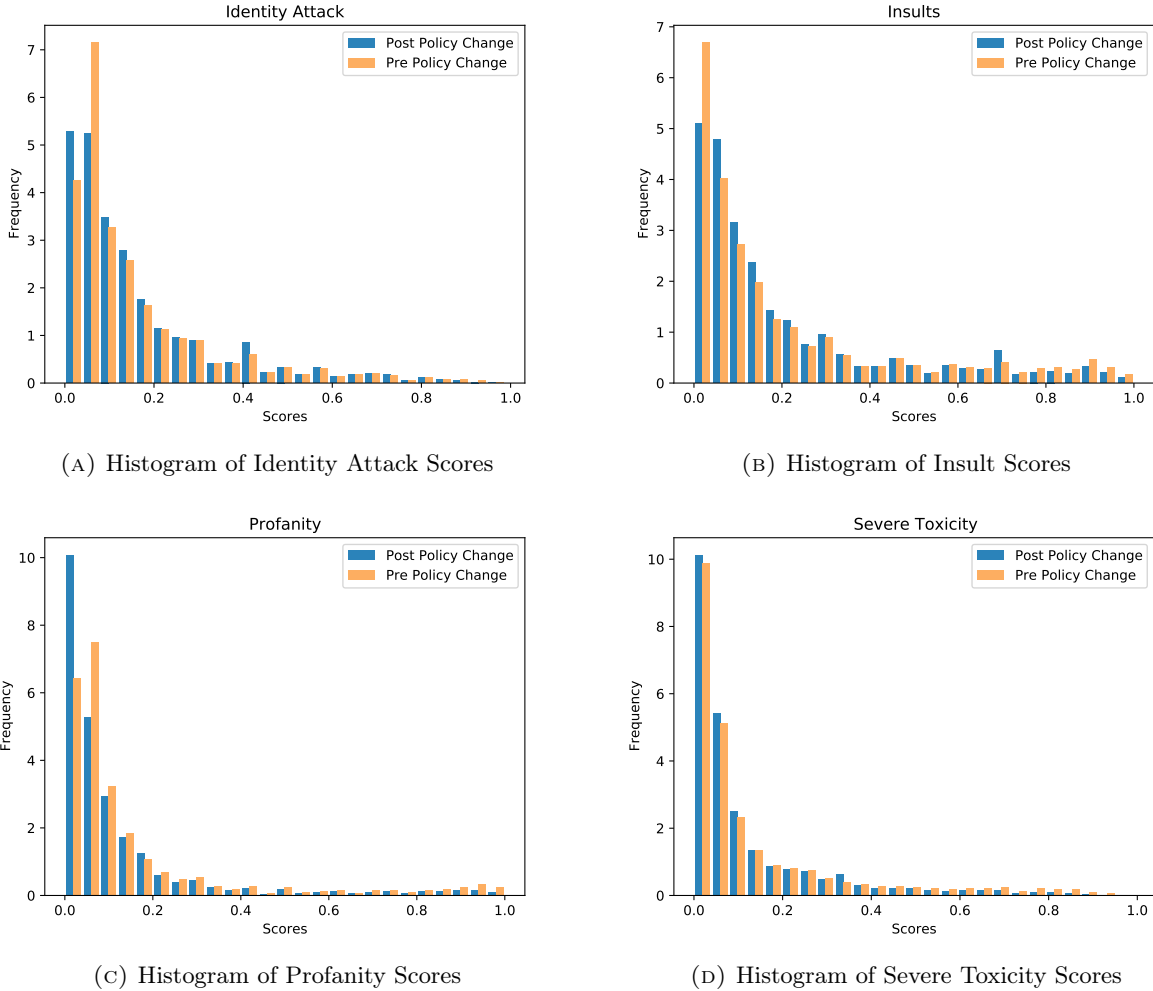 Identity Attack
7
6
5
4
3
2
1
0
Frequency
Post Policy Change
Pre Policy Change
0.0 0.2 0.4 0.6 0.8 1.0
Scores
(A) Histogram of Identity Attack Scores
Insults
7
6
5
4
3
2
1
0
Frequency
Post Policy Change
Pre Policy Change
0.0 0.2 0.4 0.6 0.8 1.0
Scores
(B) Histogram of Insult Scores
Profanity
10
8
6
4
2
0
Frequency
Post Policy Change
Pre Policy Change
0.0 0.2 0.4 0.6 0.8 1.0
Scores
(C) Histogram of Profanity Scores
Severe Toxicity
10
8
6
4
2
0
Frequency
Post Policy Change
Pre Policy Change
0.0 0.2 0.4 0.6 0.8 1.0
Scores
(D) Histogram of Severe Toxicity Scores